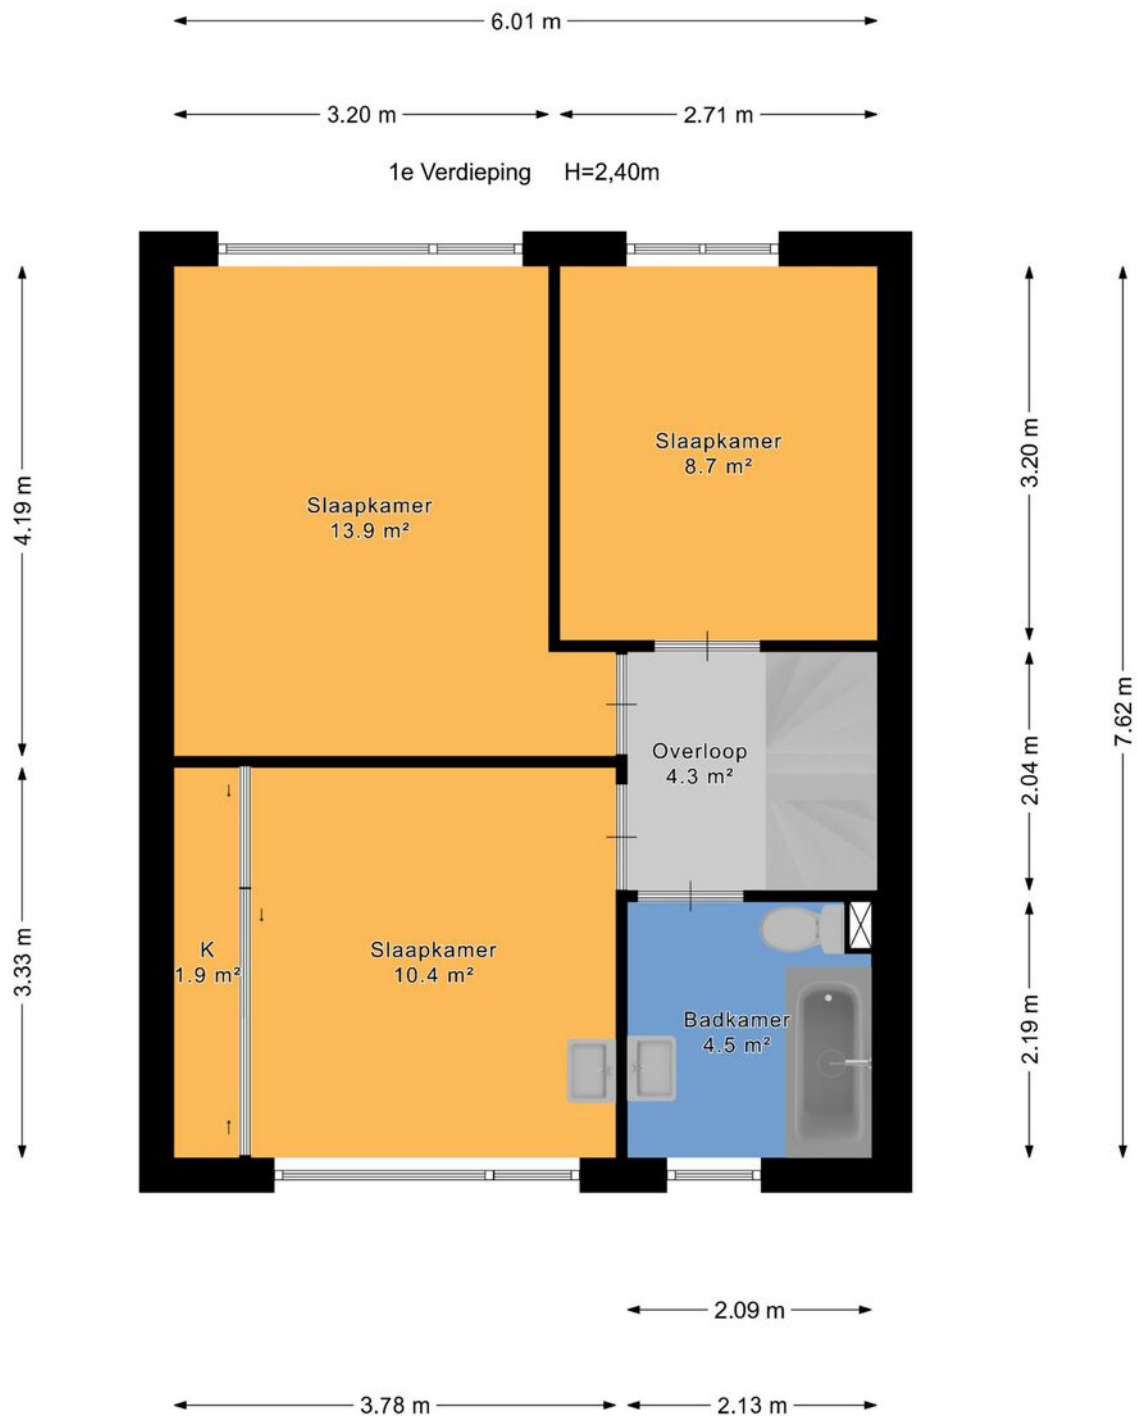 6.01 m
3.20 m
2.71 m
1e Verdieping H=2,40m
Slaapkamer
8.7 m²
Slaapkamer
13.9 m²
4.19 m
3.20 m
7.62 m
Overloop
4.3 m²
2.04 m
K
1.9 m²
Slaapkamer
10.4 m²
3.33 m
Badkamer
4.5 m²
2.19 m
2.09 m
3.78 m
2.13 m